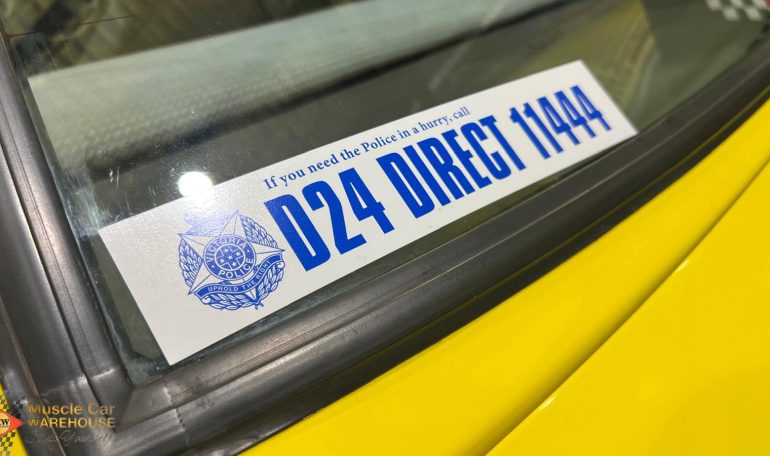 If you need the Police in a hurry, call
D24 DIRECT 11444
VICTORIA
POLICE
UPHOLD THE RIGHT
Muscle Car
WAREHOUSE